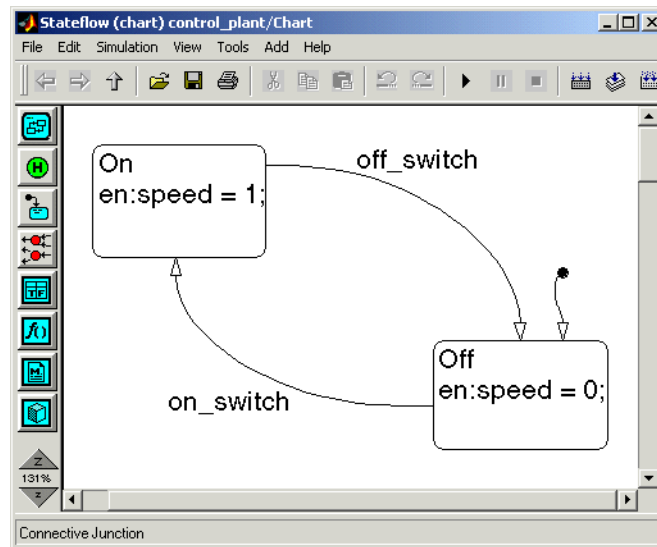 Stateflow (chart) control_plant/Chart
File Edit Simulation View Tools Add Help
On
en:speed = 1;
off_switch
Off
en:speed = 0;
on_switch
H
TF
f()
M
Z
131%
z
Connective Junction